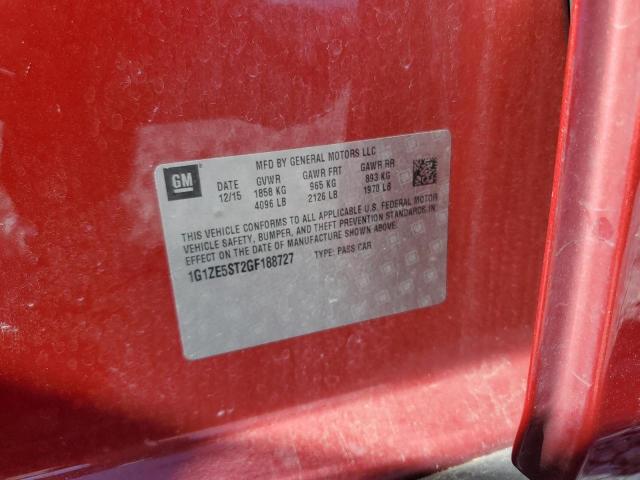 GM
MFD BY GENERAL MOTORS LLC
DATE GVWR GAWR FRT GAWR RR
12/15 1858 KG 965 KG 893 KG
4096 LB 2126 LB 1970 LB
THIS VEHICLE CONFORMS TO ALL APPLICABLE U.S. FEDERAL MOTOR
VEHICLE SAFETY, BUMPER, AND THEFT PREVENTION STANDARDS IN
EFFECT ON THE DATE OF MANUFACTURE SHOWN ABOVE.
1G1ZE5ST2GF188727 TYPE: PASS CAR